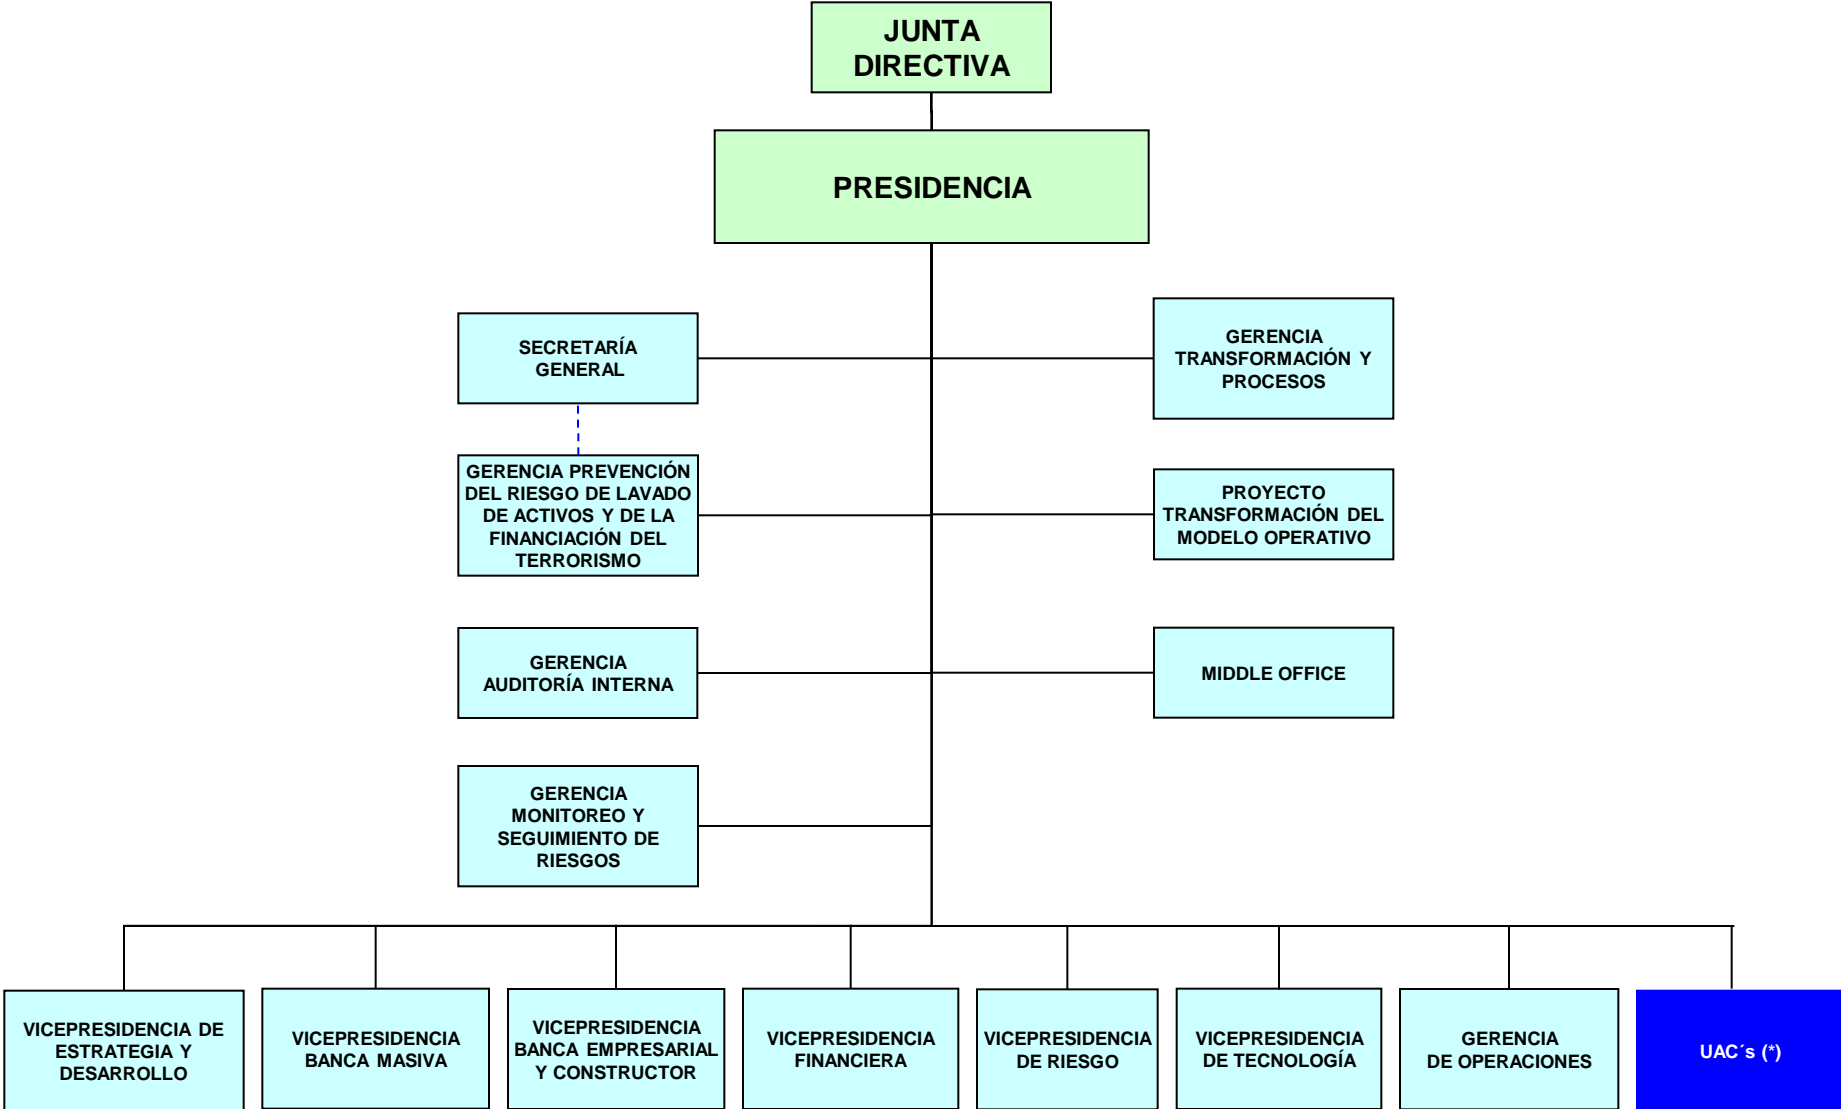 JUNTA
DIRECTIVA
PRESIDENCIA
SECRETARÍA
GENERAL
GERENCIA
TRANSFORMACIÓN Y
PROCESOS
GERENCIA PREVENCIÓN
DEL RIESGO DE LAVADO
DE ACTIVOS Y DE LA
FINANCIACIÓN DEL
TERRORISMO
PROYECTO
TRANSFORMACIÓN DEL
MODELO OPERATIVO
GERENCIA
AUDITORÍA INTERNA
MIDDLE OFFICE
GERENCIA
MONITOREO Y
SEGUIMIENTO DE
RIESGOS
VICEPRESIDENCIA DE
ESTRATEGIA Y
DESARROLLO
VICEPRESIDENCIA
BANCA MASIVA
VICEPRESIDENCIA
BANCA EMPRESARIAL
Y CONSTRUCTOR
VICEPRESIDENCIA
FINANCIERA
VICEPRESIDENCIA
DE RIESGO
VICEPRESIDENCIA
DE TECNOLOGÍA
GERENCIA
DE OPERACIONES
UAC´s (*)